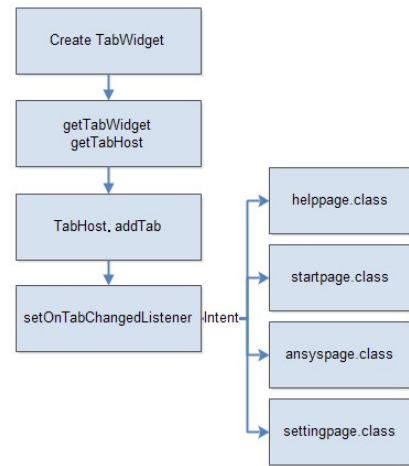 Create TabWidget
getTabWidget
getTabHost
TabHost. addTab
setOnTabChangedListener
Intent
helppage.class
startpage.class
ansyspage.class
settingpage.class